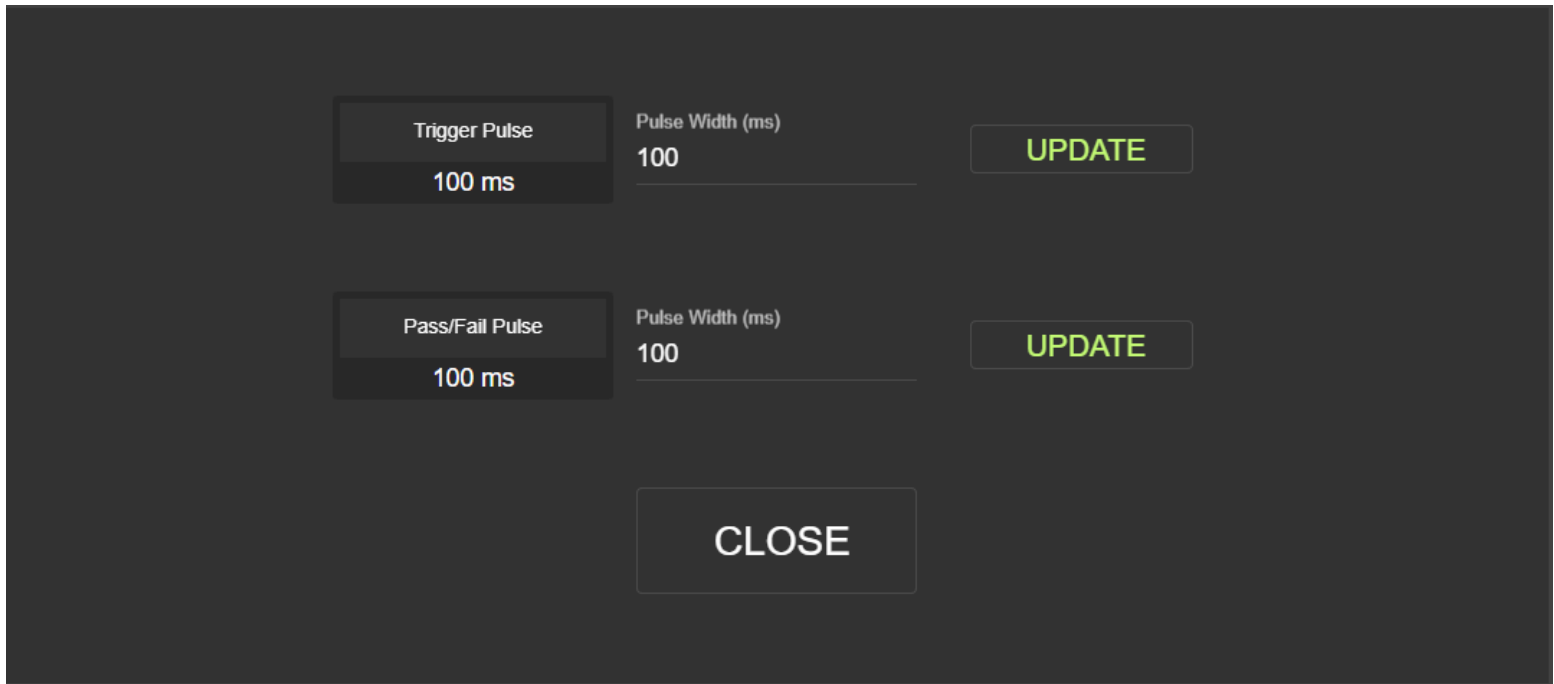 Trigger Pulse
100 ms
Pulse Width (ms)
100
UPDATE
Pass/Fail Pulse
100 ms
Pulse Width (ms)
100
UPDATE
CLOSE